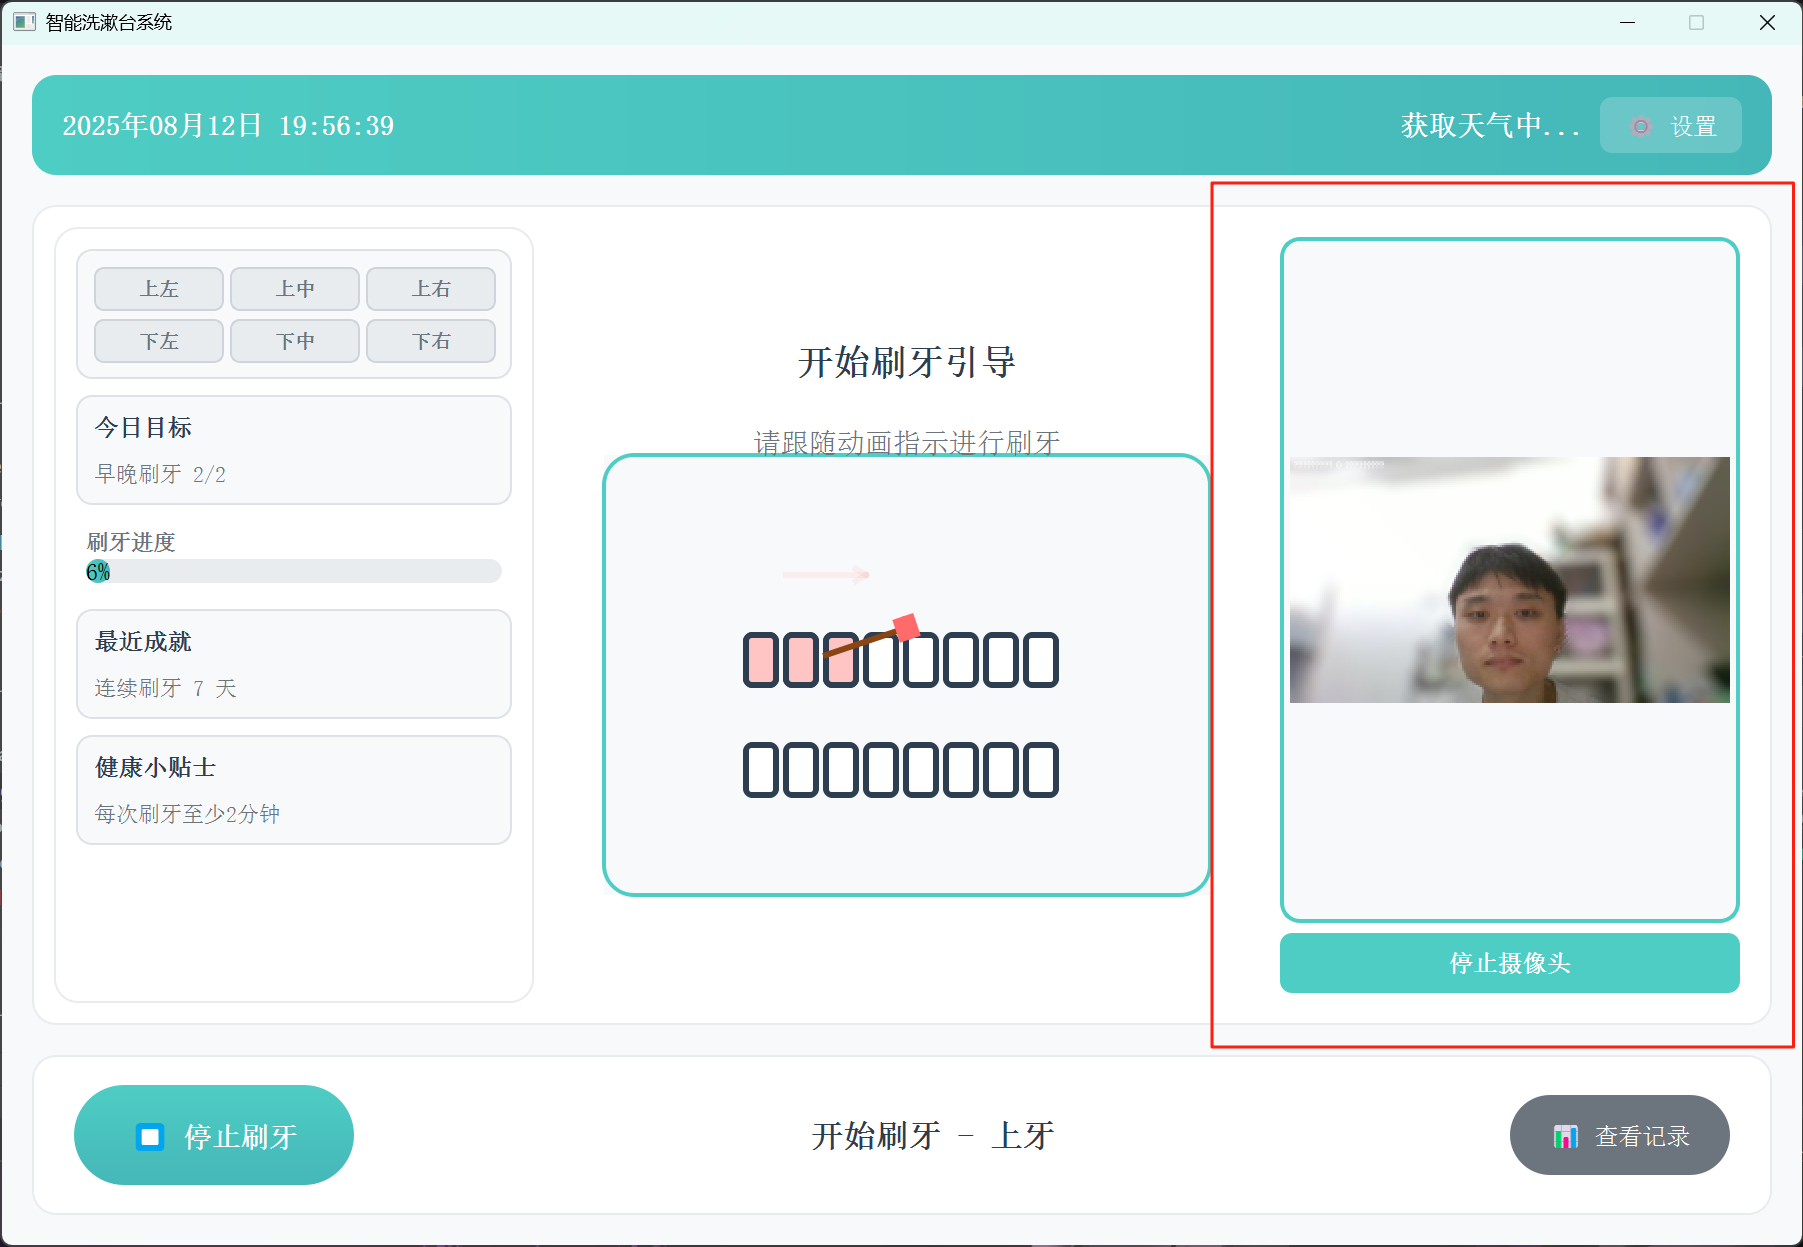 智能洗漱台系统
2025年08月12日 19:56:39
获取天气中...
设置
上左 上中 上右
下左 下中 下右
今日目标
早晚刷牙 2/2
刷牙进度
6%
最近成就
连续刷牙 7 天
健康小贴士
每次刷牙至少2分钟
开始刷牙引导
请跟随动画指示进行刷牙
停止摄像头
停止刷牙
开始刷牙 - 上牙
查看记录